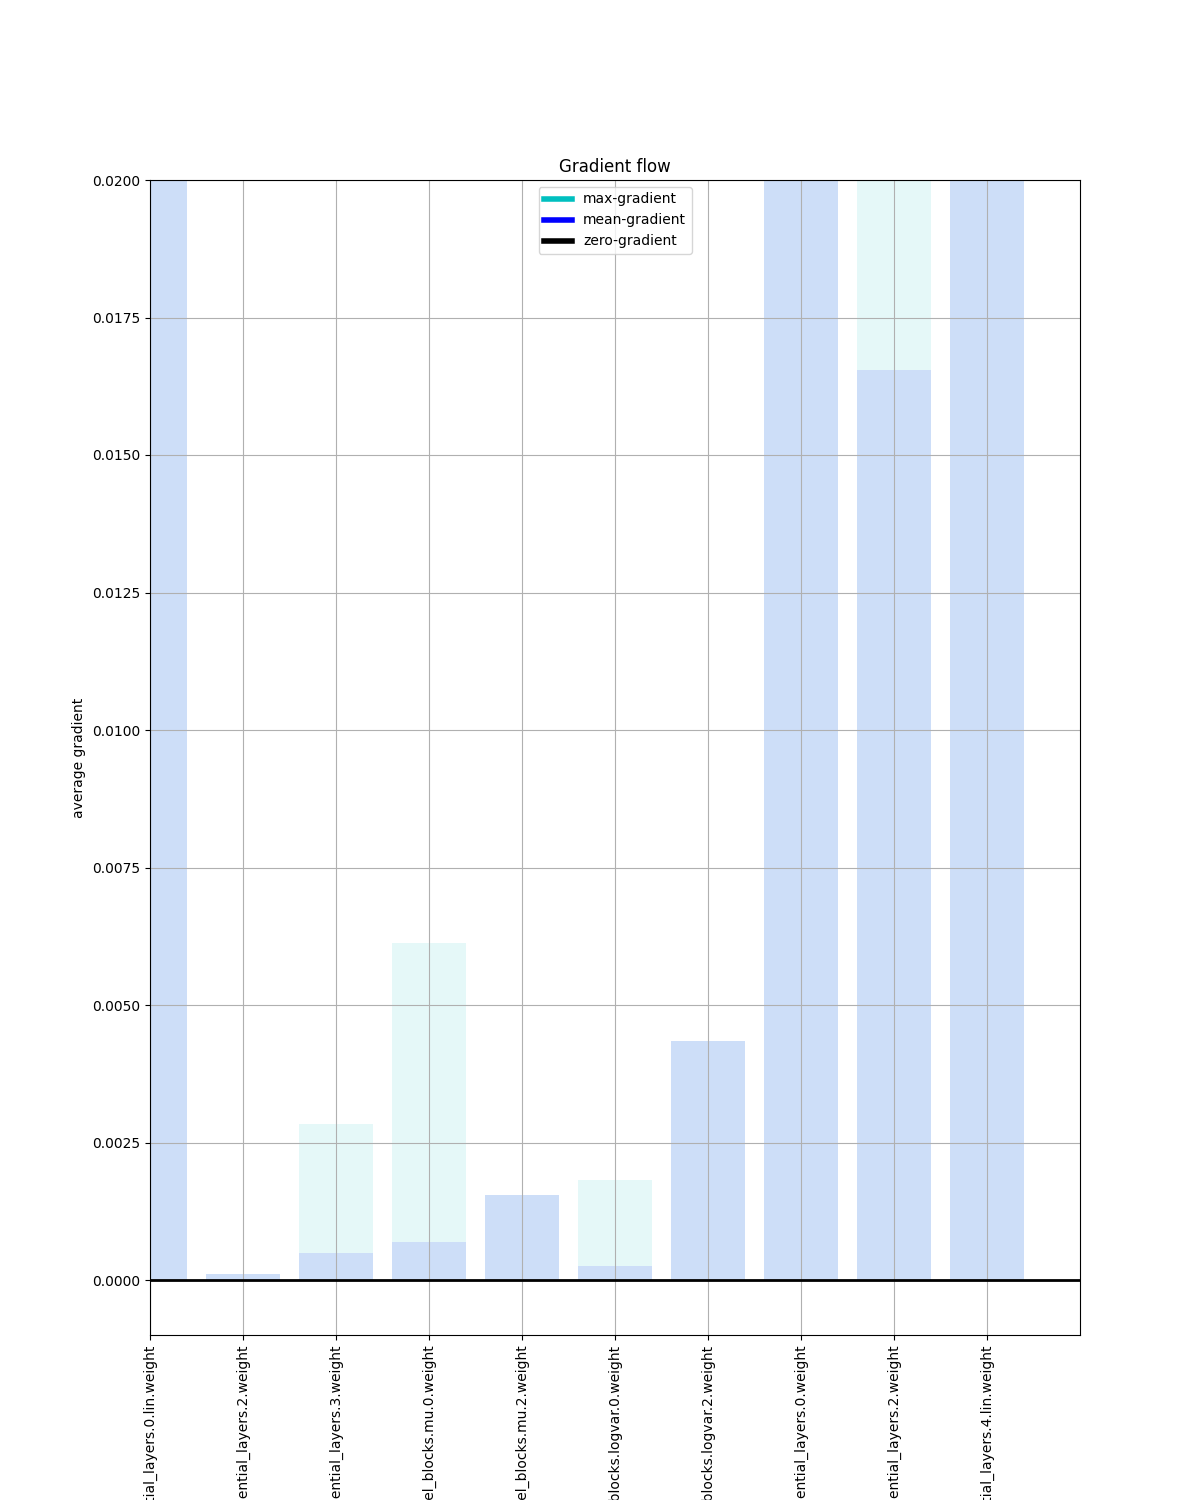 Gradient flow
max-gradient
mean-gradient
zero-gradient
0.0200
0.0175
0.0150
0.0125
0.0100
0.0075
0.0050
0.0025
0.0000
average gradient
tial_layers.0.lin.weight
ential_layers.2.weight
ential_layers.3.weight
el_blocks.mu.0.weight
el_blocks.mu.2.weight
blocks.logvar.0.weight
blocks.logvar.2.weight
ential_layers.0.weight
ential_layers.2.weight
tial_layers.4.lin.weight